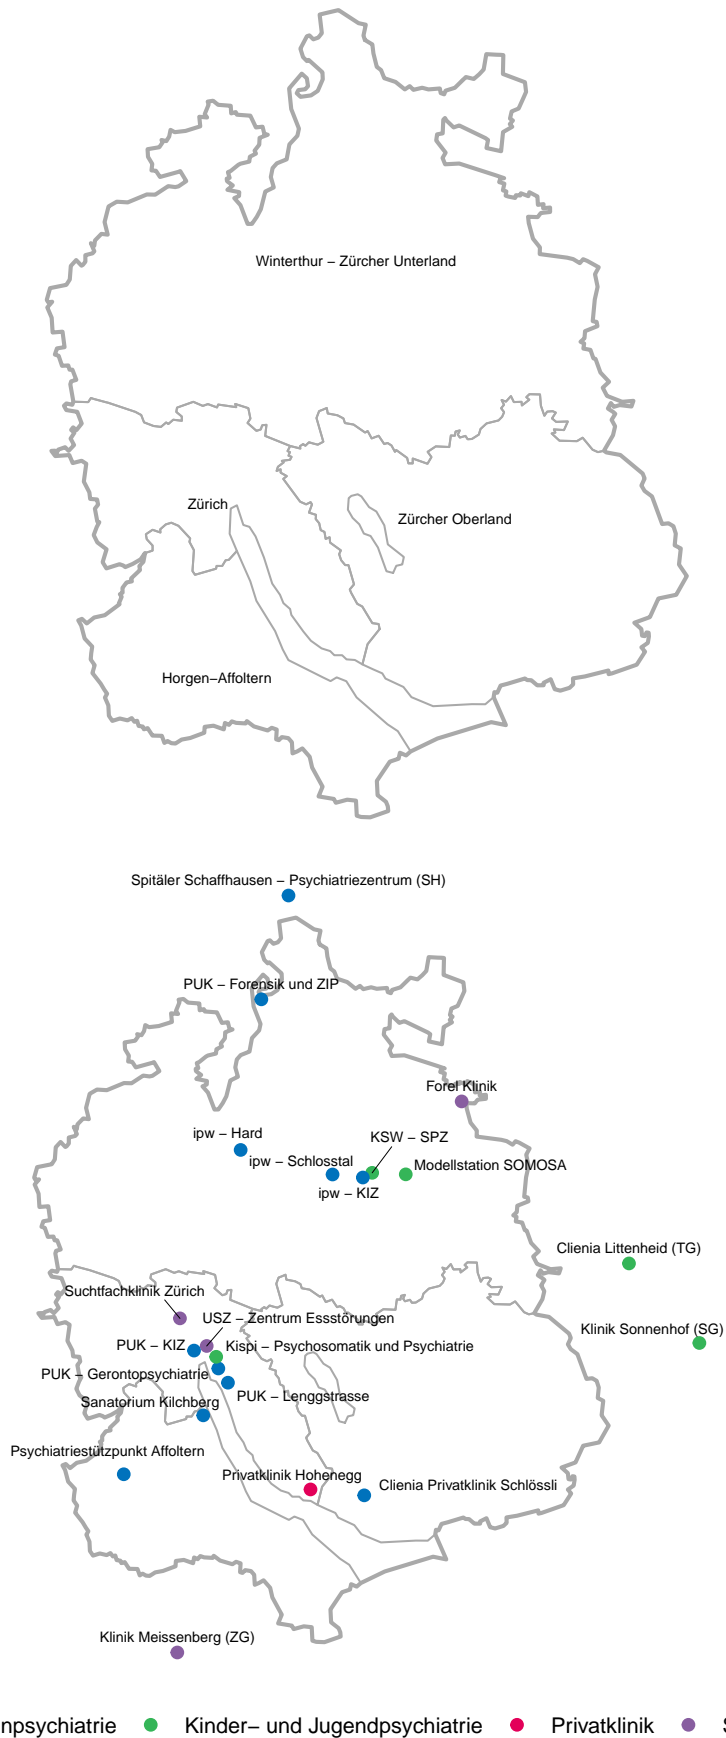 Winterthur – Zürcher Unterland
Zürich
Zürcher Oberland
Horgen–Affoltern
Spitäler Schaffhausen – Psychiatriezentrum (SH)
PUK – Forensik und ZIP
Forel Klinik
ipw – Hard
KSW – SPZ
ipw – Schlosstal
Modellstation SOMOSA
ipw – KIZ
Clienia Littenheid (TG)
Suchtfachklinik Zürich
USZ – Zentrum Essstörungen
Klinik Sonnenhof (SG)
PUK – KIZ
Kispi – Psychosomatik und Psychiatrie
PUK – Gerontopsychiatrie
PUK – Lenggstrasse
Sanatorium Kilchberg
Psychiatriestützpunkt Affoltern
Privatklinik Hohenegg
Clienia Privatklinik Schlössli
Klinik Meissenberg (ZG)
npsychiatrie Kinder– und Jugendpsychiatrie Privatklinik